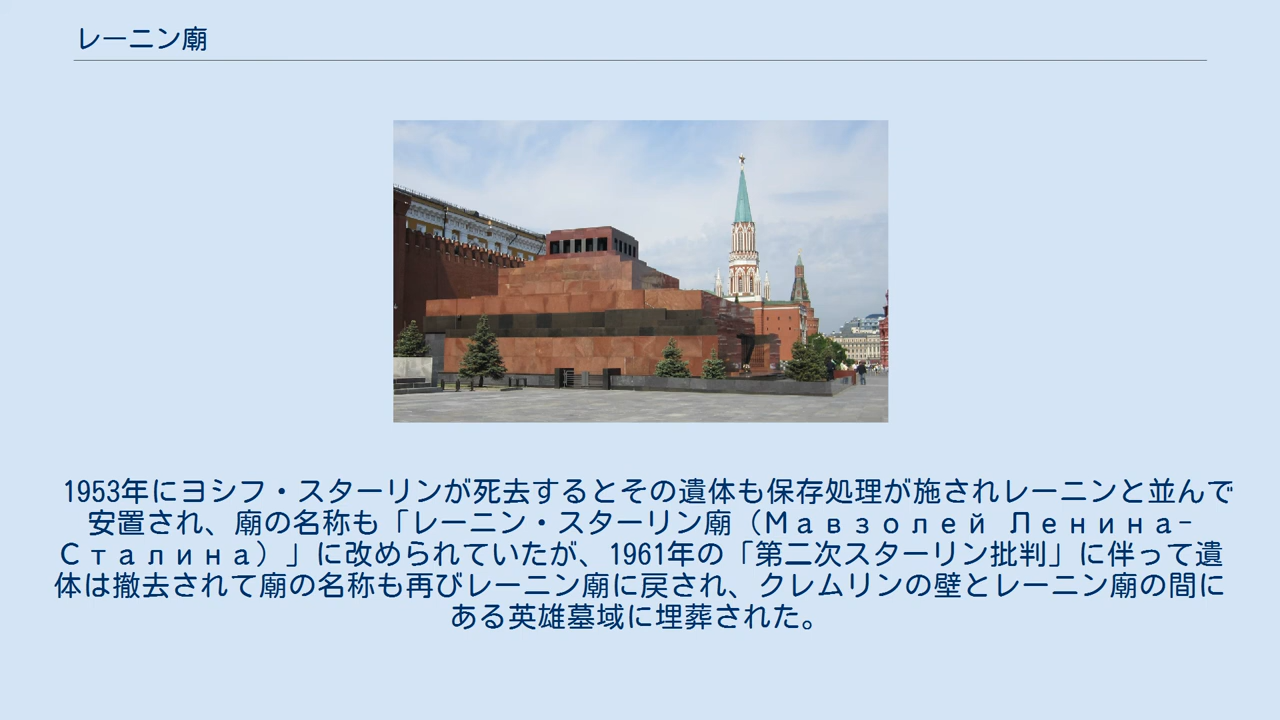 レーニン廟
1953年にヨシフ・スターリンが死去するとその遺体も保存処理が施されレーニンと並んで
安置され、廟の名称も「レーニン・スターリン廟（Ｍａｖзолей Ленина-
Сталина）」に改められていたが、1961年の「第二次スターリン批判」に伴って遺
体は撤去されて廟の名称も再びレーニン廟に戻され、クレムリンの壁とレーニン廟の間に
ある英雄墓域に埋葬された。